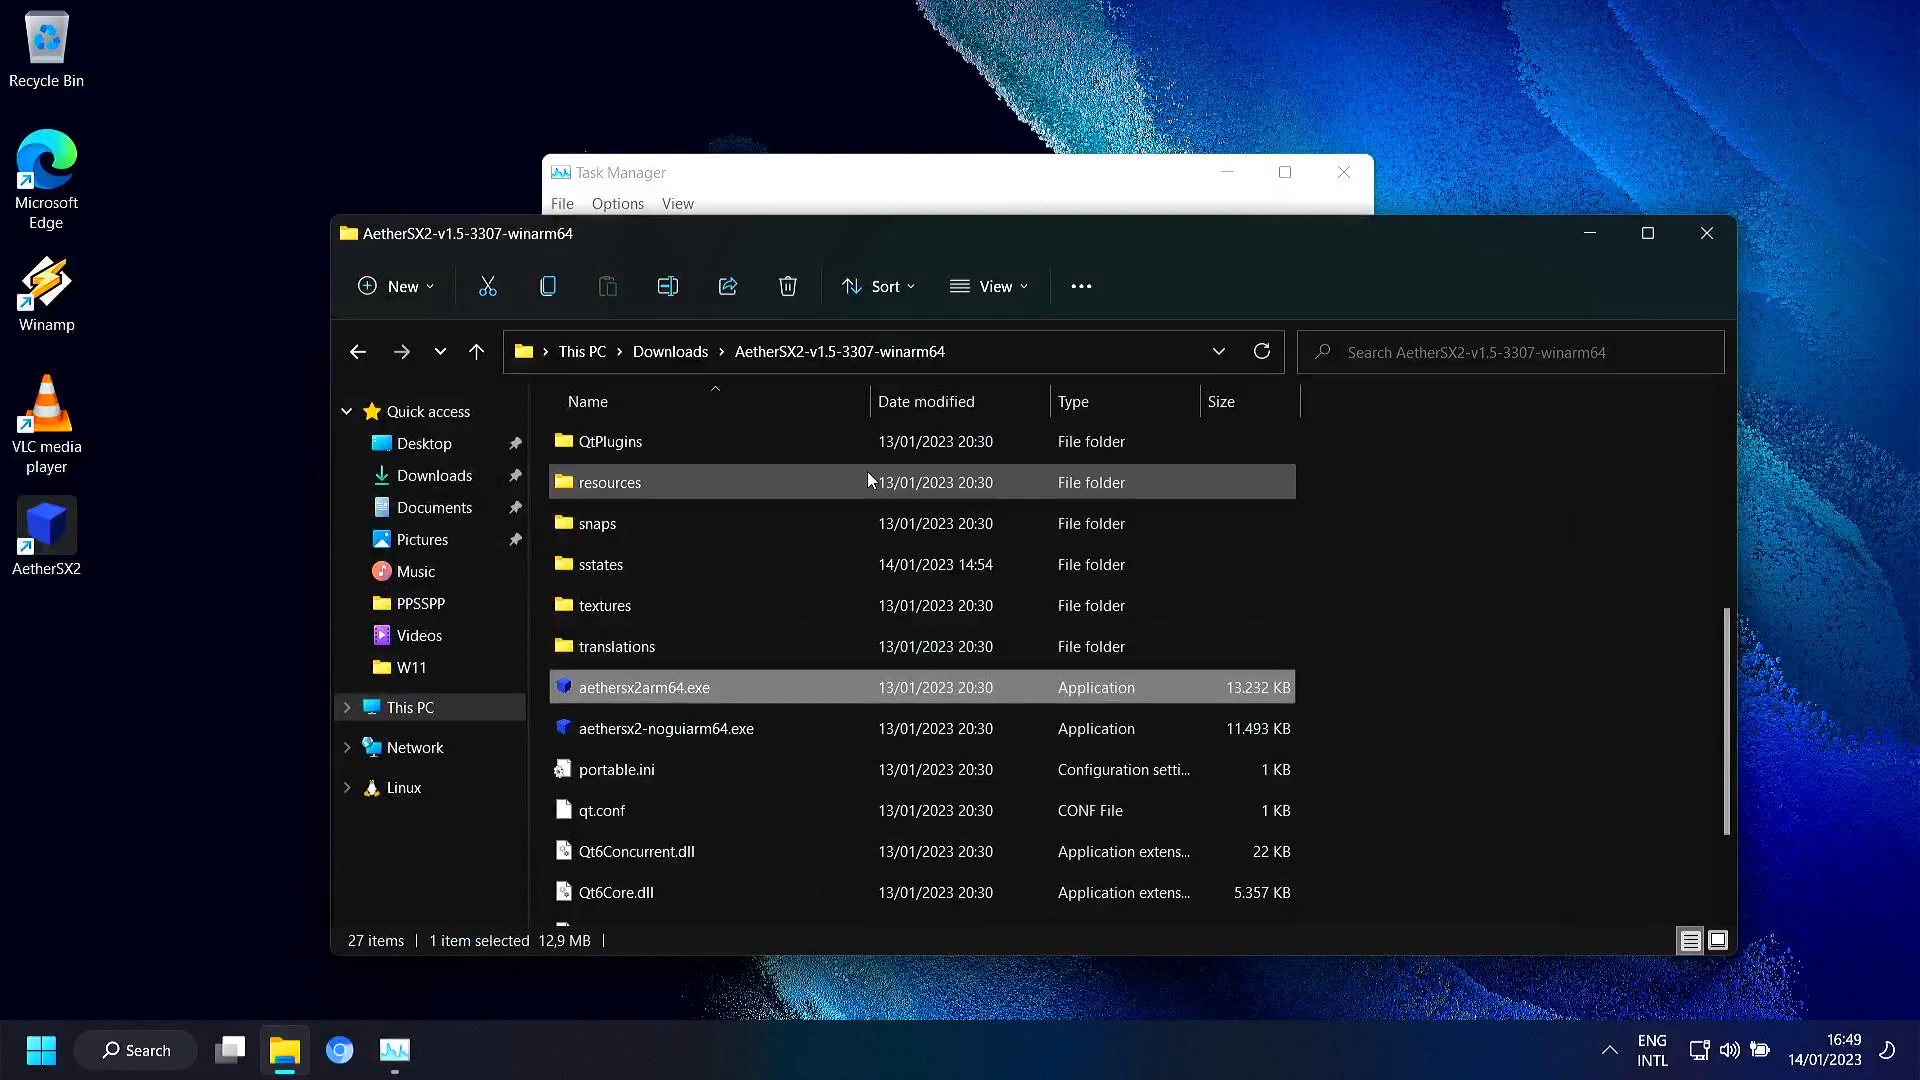 Recycle Bin
Microsoft
Edge
Winamp
VLC media
player
AetherSX2
Task Manager
File Options View
AetherSX2-v1.5-3307-winarm64
New Sort View
This PC Downloads AetherSX2-v1.5-3307-winarm64
Search AetherSX2-v1.5-3307-winarm64
Quick access
Desktop
Downloads
Documents
Pictures
Music
PPSSPP
Videos
W11
This PC
Network
Linux
Name Date modified Type Size
QtPlugins 13/01/2023 20:30 File folder
resources 13/01/2023 20:30 File folder
snaps 13/01/2023 20:30 File folder
sstates 14/01/2023 14:54 File folder
textures 13/01/2023 20:30 File folder
translations 13/01/2023 20:30 File folder
aethersx2arm64.exe 13/01/2023 20:30 Application 13.232 KB
aethersx2-noguiarm64.exe 13/01/2023 20:30 Application 11.493 KB
portable.ini 13/01/2023 20:30 Configuration setti... 1 KB
qt.conf 13/01/2023 20:30 CONF File 1 KB
Qt6Concurrent.dll 13/01/2023 20:30 Application extens... 22 KB
Qt6Core.dll 13/01/2023 20:30 Application extens... 5.357 KB
27 items 1 item selected 12,9 MB
Search
ENG
INTL
16:49
14/01/2023